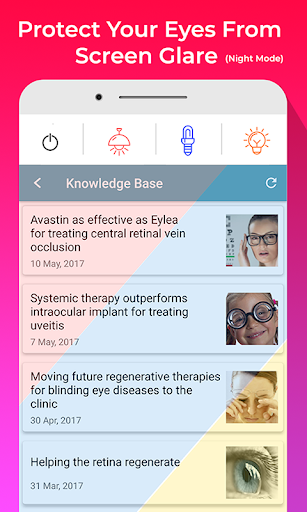 Protect Your Eyes From
Screen Glare (Night Mode)
Knowledge Base
Avastin as effective as Eylea
for treating central retinal vein
occlusion
10 May, 2017
Systemic therapy outperforms
intraocular implant for treating
uveitis
7 May, 2017
Moving future regenerative therapies
for blinding eye diseases to the
clinic
30 Apr, 2017
Helping the retina regenerate
31 Mar, 2017